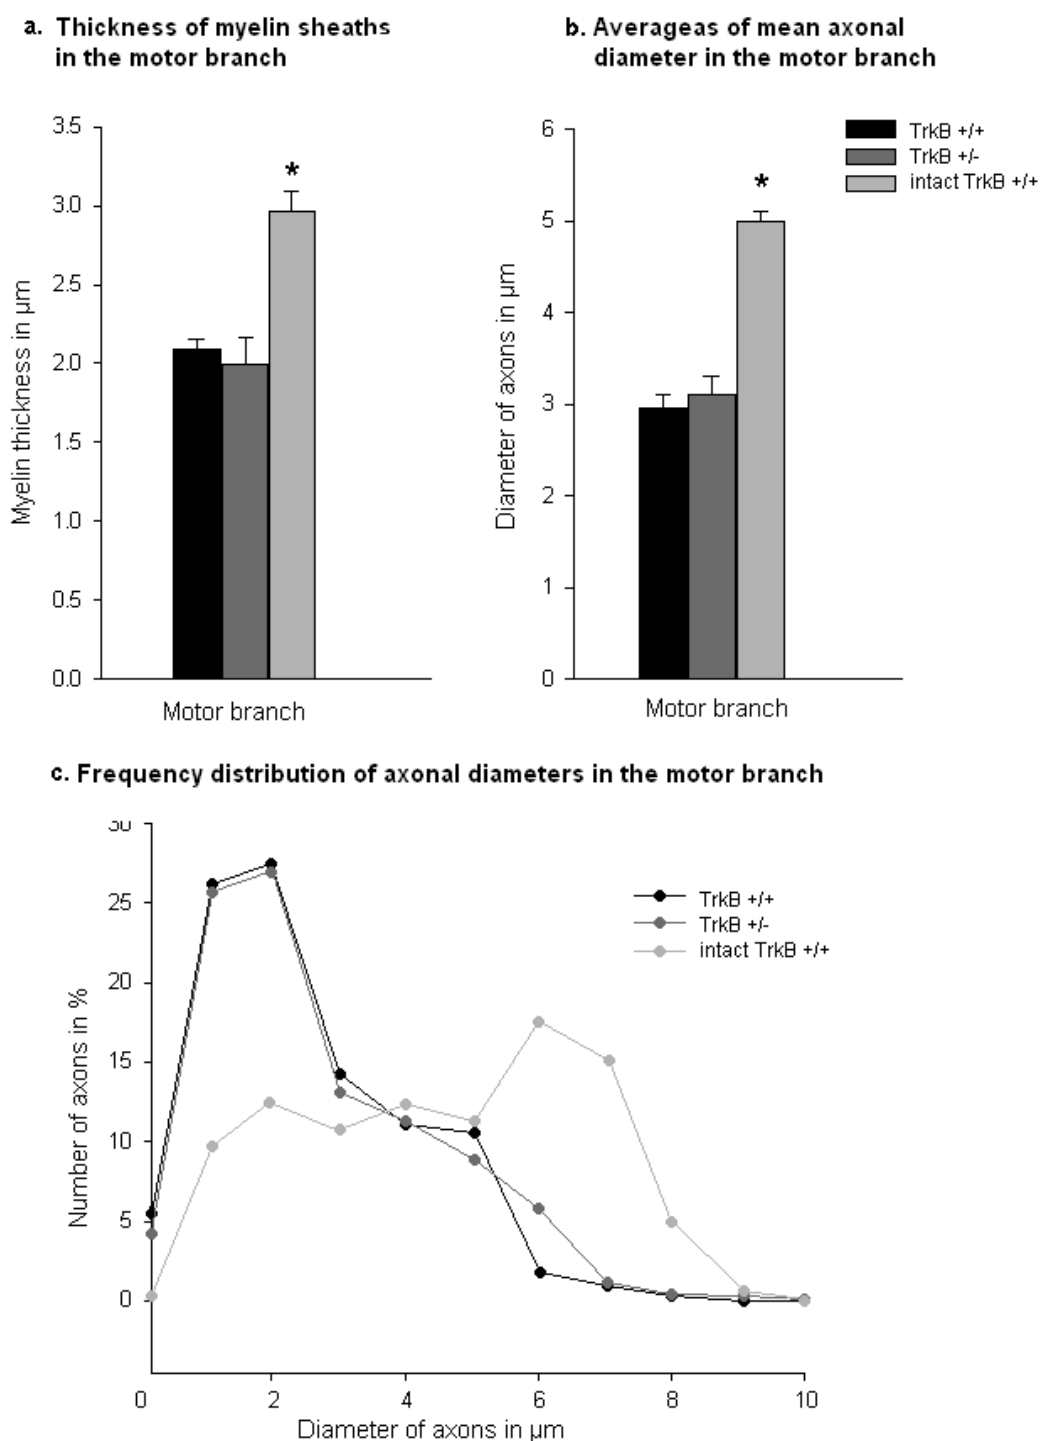 a. Thickness of myelin sheaths
in the motor branch
b. Averageas of mean axonal
diameter in the motor branch
3.5
3.0
2.5
2.0
1.5
1.0
0.5
0.0
Myelin thickness in µm
*
Motor branch
6
5
4
3
2
1
0
Diameter of axons in µm
*
Motor branch
TrkB +/+
TrkB +/-
intact TrkB +/+
c. Frequency distribution of axonal diameters in the motor branch
30
25
20
15
10
5
0
Number of axons in %
TrkB +/+
TrkB +/-
intact TrkB +/+
0 2 4 6 8 10
Diameter of axons in µm